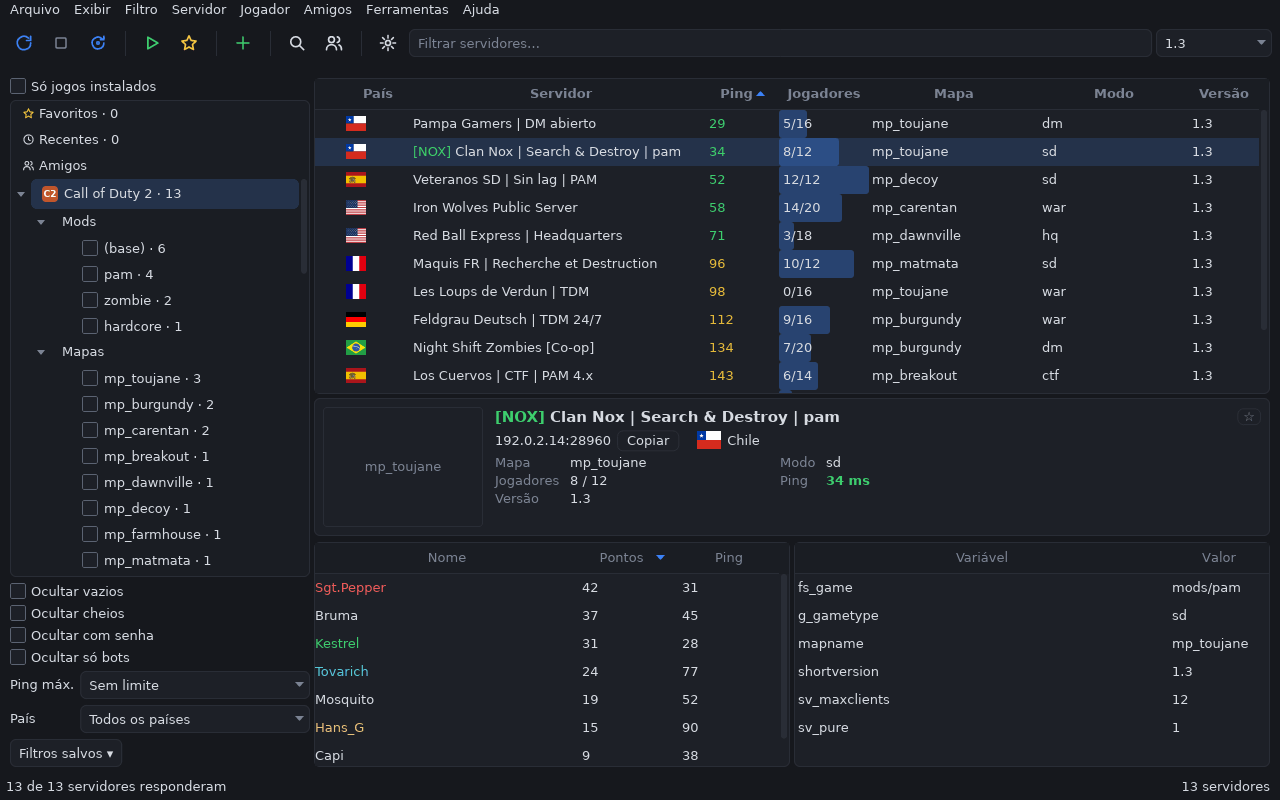 Arquivo Exibir Filtro Servidor Jogador Amigos Ferramentas Ajuda
Filtrar servidores...
1.3
Só jogos instalados
Favoritos · 0
Recentes · 0
Amigos
C2 Call of Duty 2 · 13
Mods
(base) · 6
pam · 4
zombie · 2
hardcore · 1
Mapas
mp_toujane · 3
mp_burgundy · 2
mp_carentan · 2
mp_breakout · 1
mp_dawnville · 1
mp_decoy · 1
mp_farmhouse · 1
mp_matmata · 1
Ocultar vazios
Ocultar cheios
Ocultar com senha
Ocultar só bots
Ping máx. Sem limite
País Todos os países
Filtros salvos ▾
País Servidor Ping Jogadores Mapa Modo Versão
Pampa Gamers | DM abierto 29 5/16 mp_toujane dm 1.3
[NOX] Clan Nox | Search & Destroy | pam 34 8/12 mp_toujane sd 1.3
Veteranos SD | Sin lag | PAM 52 12/12 mp_decoy sd 1.3
Iron Wolves Public Server 58 14/20 mp_carentan war 1.3
Red Ball Express | Headquarters 71 3/18 mp_dawnville hq 1.3
Maquis FR | Recherche et Destruction 96 10/12 mp_matmata sd 1.3
Les Loups de Verdun | TDM 98 0/16 mp_toujane war 1.3
Feldgrau Deutsch | TDM 24/7 112 9/16 mp_burgundy war 1.3
Night Shift Zombies [Co-op] 134 7/20 mp_burgundy dm 1.3
Los Cuervos | CTF | PAM 4.x 143 6/14 mp_breakout ctf 1.3
mp_toujane
[NOX] Clan Nox | Search & Destroy | pam
192.0.2.14:28960 Copiar Chile
Mapa mp_toujane Modo sd
Jogadores 8 / 12 Ping 34 ms
Versão 1.3
Nome Pontos Ping
Sgt.Pepper 42 31
Bruma 37 45
Kestrel 31 28
Tovarich 24 77
Mosquito 19 52
Hans_G 15 90
Capi 9 38
Variável Valor
fs_game mods/pam
g_gametype sd
mapname mp_toujane
shortversion 1.3
sv_maxclients 12
sv_pure 1
13 de 13 servidores responderam
13 servidores